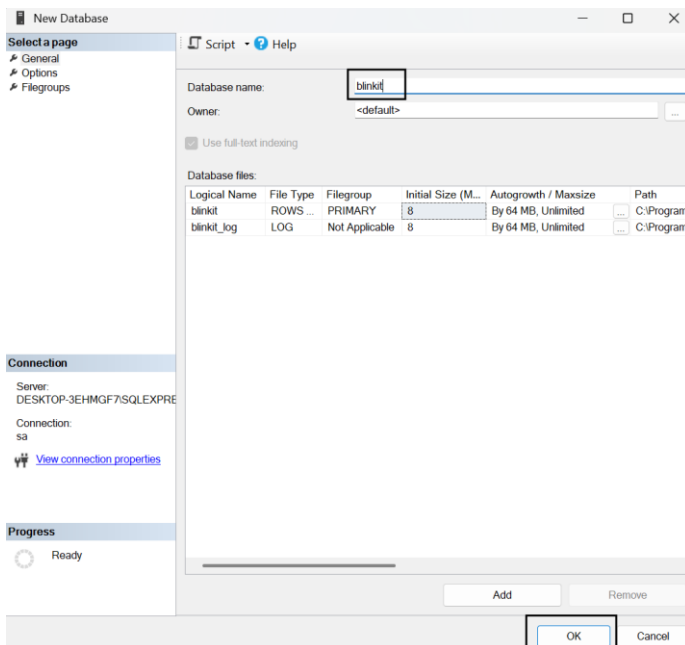 New Database
Select a page
General
Options
Filegroups
Script
Help
Database name:
blinkit
Owner:
<default>
...
Use full-text indexing
Database files:
Logical Name File Type Filegroup Initial Size (M... Autogrowth / Maxsize Path
blinkit ROWS ... PRIMARY 8 By 64 MB, Unlimited ... C:\Program
blinkit_log LOG Not Applicable 8 By 64 MB, Unlimited ... C:\Program
Connection
Server:
DESKTOP-3EHMGF7\SQLEXPRE
Connection:
sa
View connection properties
Progress
Ready
Add Remove
OK Cancel